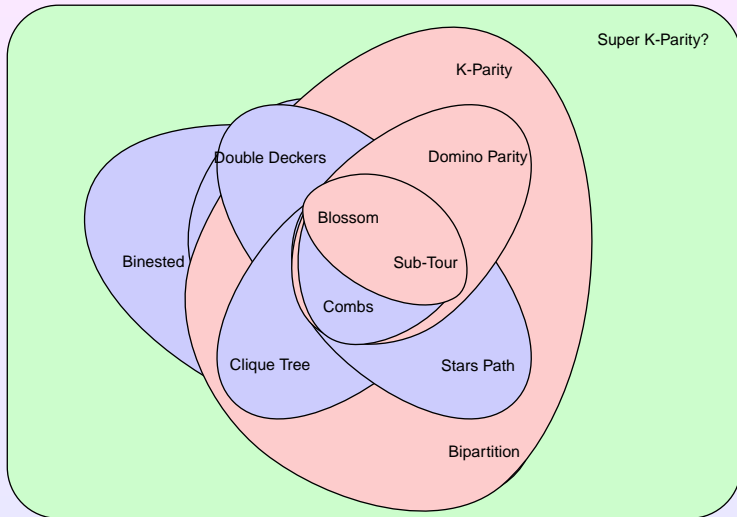 Super K-Parity?
K-Parity
Double Deckers
Domino Parity
Blossom
Binested
Sub-Tour
Combs
Clique Tree
Stars Path
Bipartition